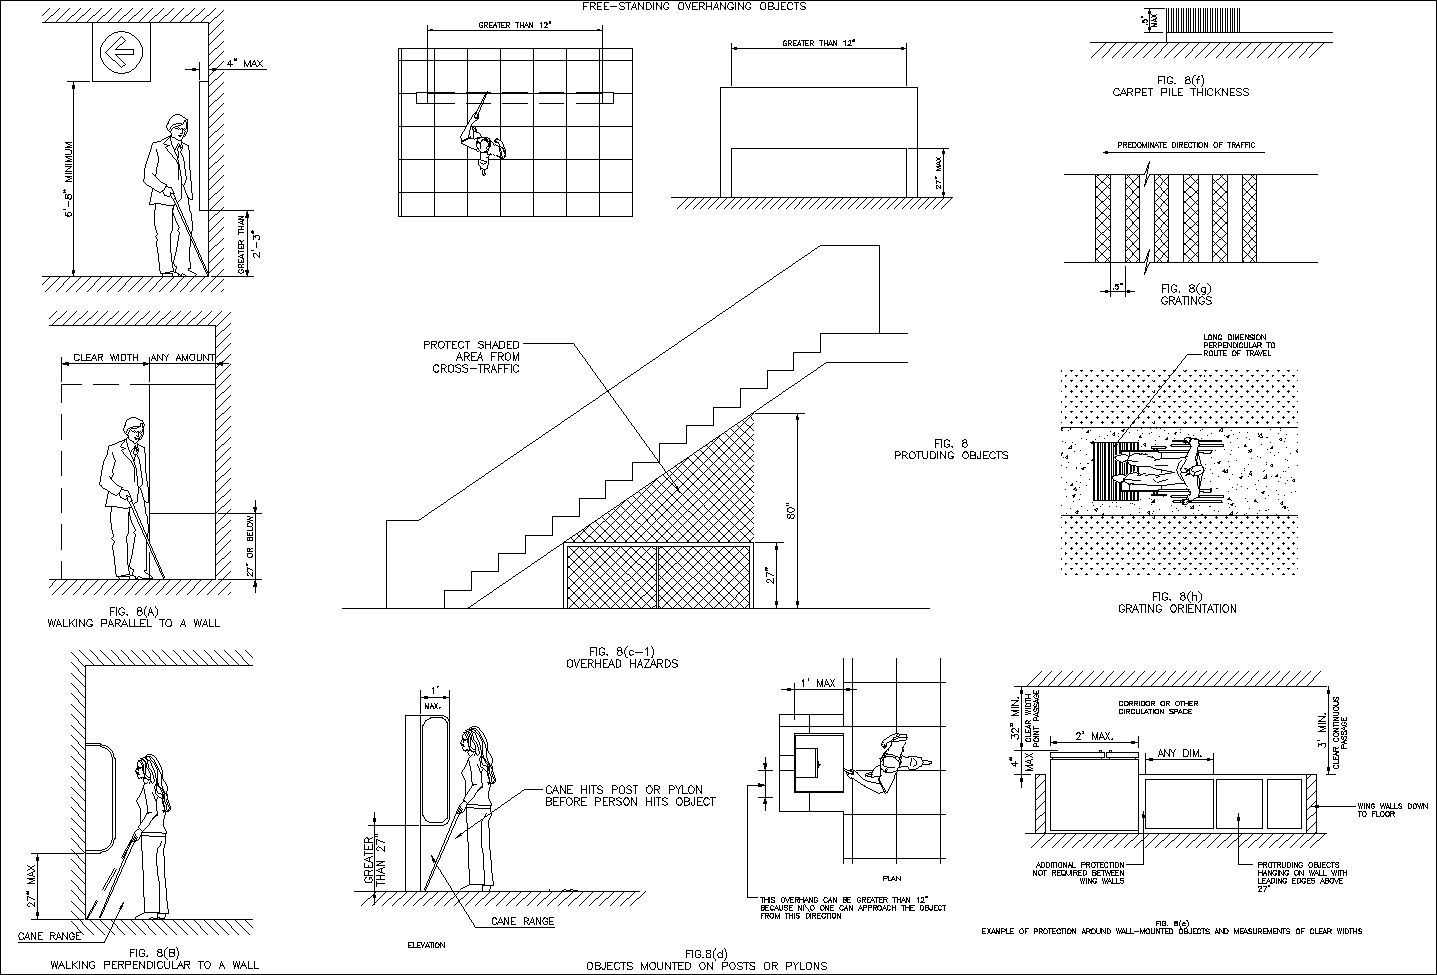 FREE-STANDING OVERHANGING OBJECTS
4" MAX
6'-8" MINIMUM
GREATER THAN
2'-3"
GREATER THAN 12"
GREATER THAN 12"
27" MAX
.5"
MAX
FIG. 8(f)
CARPET PILE THICKNESS
PREDOMINATE DIRECTION OF TRAFFIC
.5"
FIG. 8(g)
GRATINGS
CLEAR WIDTH
ANY AMOUNT
27" OR BELOW
FIG. 8(A)
WALKING PARALLEL TO A WALL
PROTECT SHADED
AREA FROM
CROSS-TRAFFIC
80"
27"
FIG. 8(c-1)
OVERHEAD HAZARDS
FIG. 8
PROTUDING OBJECTS
LONG DIMENSION
PERPENDICULAR TO
ROUTE OF TRAVEL
FIG. 8(h)
GRATING ORIENTATION
27" MAX
CANE RANGE
FIG. 8(B)
WALKING PERPENDICULAR TO A WALL
1'
MAX.
GREATER
THAN 27"
CANE HITS POST OR PYLON
BEFORE PERSON HITS OBJECT
CANE RANGE
ELEVATION
1' MAX
PLAN
THIS OVERHAND CAN BE GREATER THAN 12"
BECAUSE N\O ONE CAN APPROACH THE OBJECT
FROM THIS DIRECTION
FIG.8(d)
OBJECTS MOUNTED ON POSTS OR PYLONS
32" MIN.
CLEAR WIDTH
POINT PASSAGE
4"
MAX
CORRIDOR OR OTHER
CIRCULATION SPACE
2' MAX.
ANY DIM.
3' MIN.
CLEAR CONTINUOUS
PASSAGE
WING WALLS DOWN
TO FLOOR
ADDITIONAL PROTECTION
NOT REQUIRED BETWEEN
WING WALLS
PROTRUDING OBJECTS
HANGING ON WALL WITH
LEADING EDGES ABOVE
27"
FIG. 8(e)
EXAMPLE OF PROTECTION AROUND WALL-MOUNTED OBJECTS AND MEASUREMENTS OF CLEAR WIDTHS